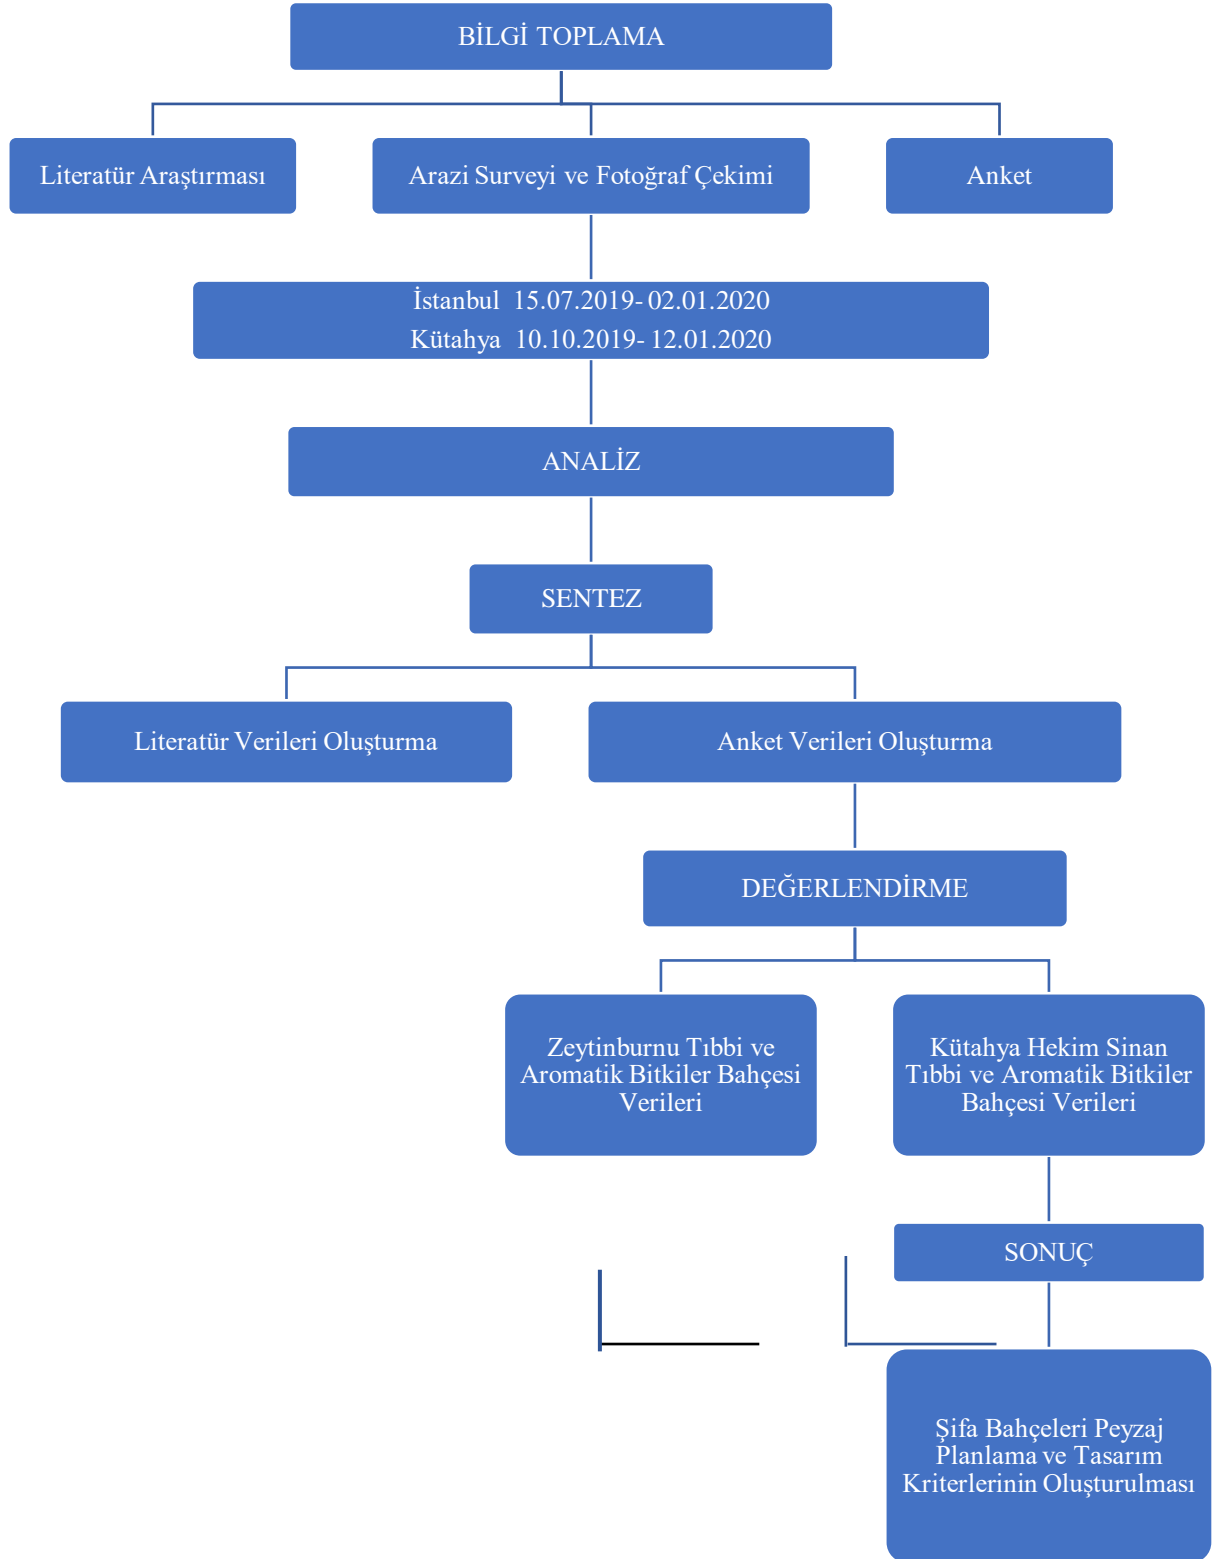 BİLGİ TOPLAMA
Literatür Araştırması
Arazi Surveyi ve Fotoğraf Çekimi
Anket
İstanbul 15.07.2019- 02.01.2020
Kütahya 10.10.2019- 12.01.2020
ANALİZ
SENTEZ
Literatür Verileri Oluşturma
Anket Verileri Oluşturma
DEĞERLENDİRME
Zeytinburnu Tıbbi ve
Aromatik Bitkiler Bahçesi
Verileri
Kütahya Hekim Sinan
Tıbbi ve Aromatik Bitkiler
Bahçesi Verileri
SONUÇ
Şifa Bahçeleri Peyzaj
Planlama ve Tasarım
Kriterlerinin Oluşturulması